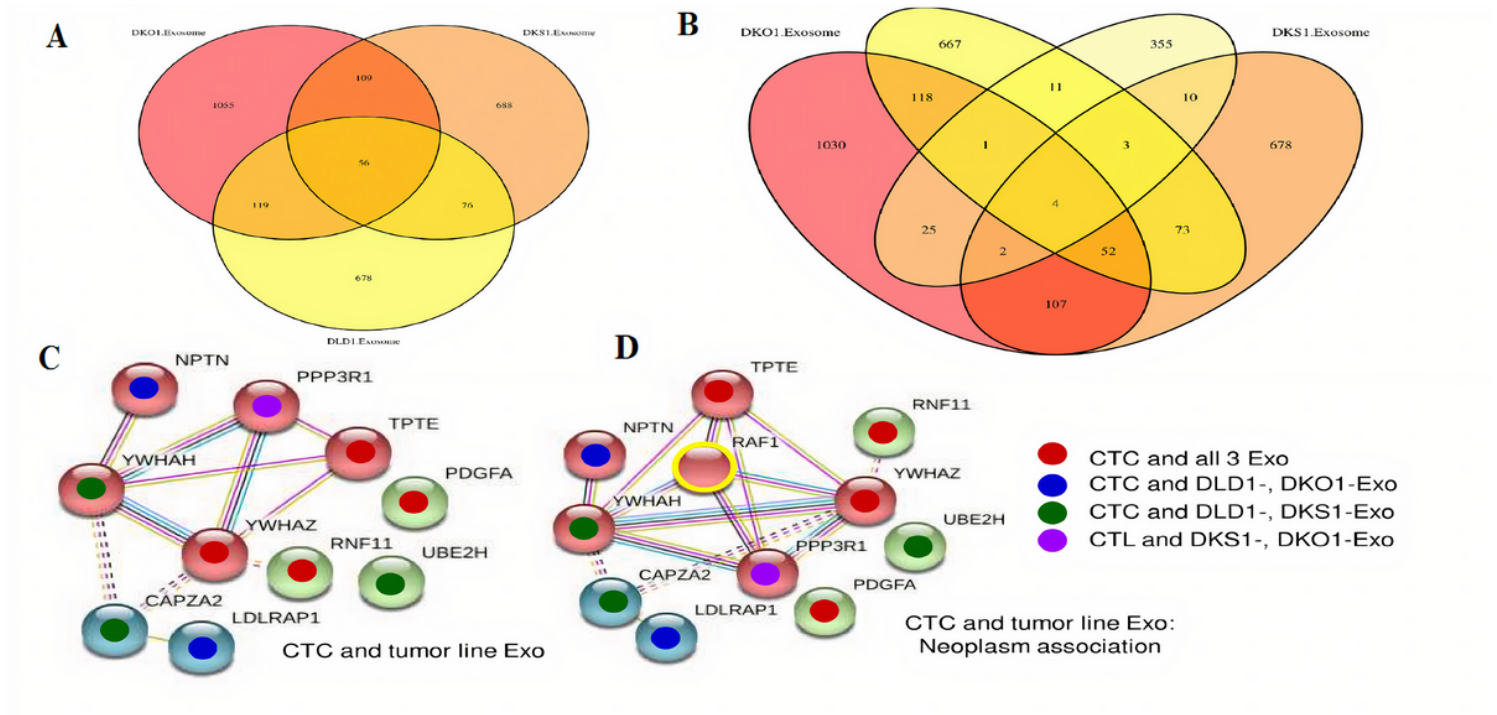 A
DKO1.Exosome
DKS1.Exosome
109
1055
688
56
119
76
678
DLD1.Exosome
B
DKO1.Exosome
DKS1.Exosome
667
355
11
118
10
1030
1
3
678
4
25
73
2
52
107
C
NPTN
PPP3R1
TPTE
YWHAH
PDGFA
YWHAZ
RNF11
UBE2H
CAPZA2
LDLRAP1
CTC and tumor line Exo
D
TPTE
RNF11
NPTN
RAF1
YWHAZ
YWHAH
UBE2H
PPP3R1
CAPZA2
PDGFA
LDLRAP1
CTC and tumor line Exo:
Neoplasm association
CTC and all 3 Exo
CTC and DLD1-, DKO1-Exo
CTC and DLD1-, DKS1-Exo
CTL and DKS1-, DKO1-Exo